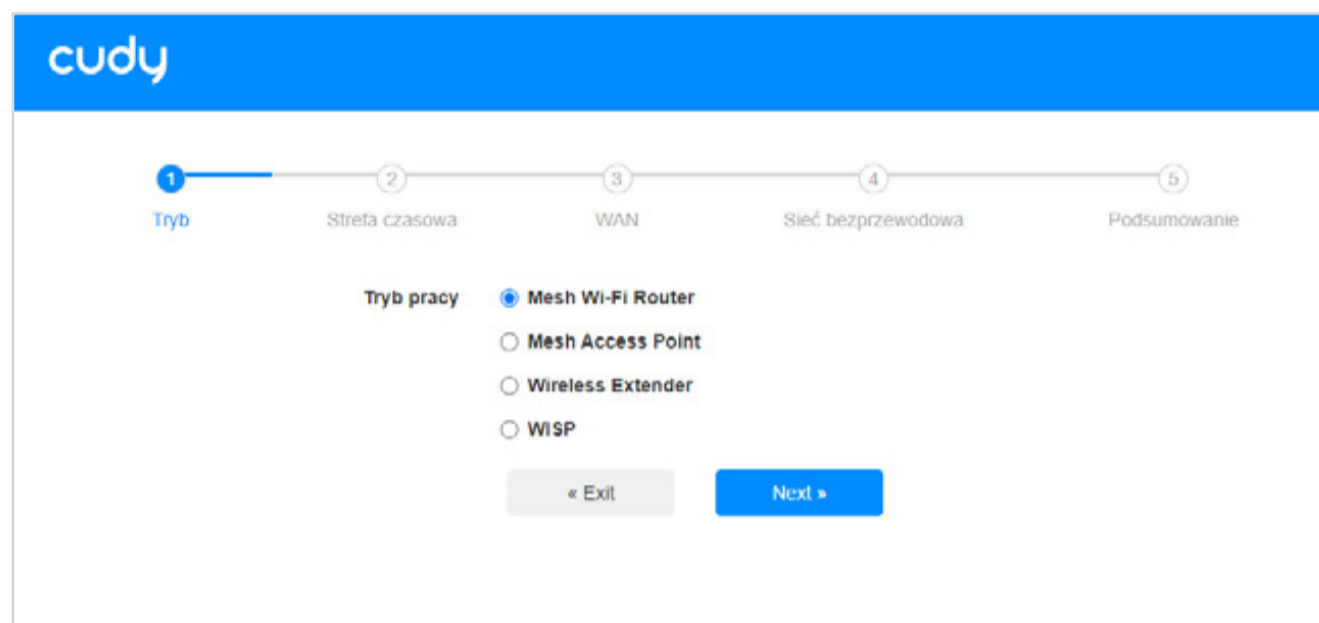 cudy
1 2 3 4 5
Tryb Strefa czasowa WAN Sieć bezprzewodowa Podsumowanie
Tryb pracy Mesh Wi-Fi Router
Mesh Access Point
Wireless Extender
WISP
« Exit Next »